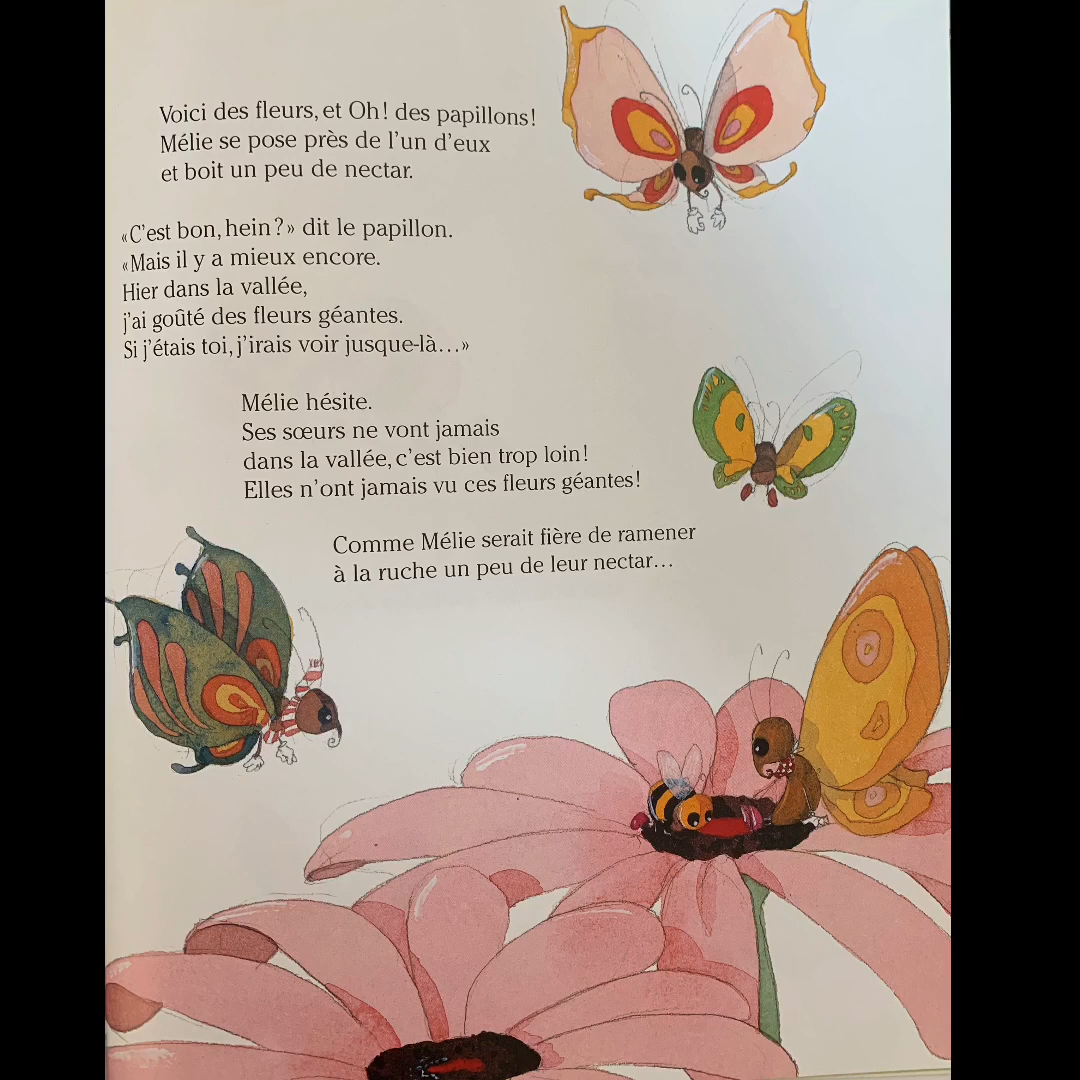 Voici des fleurs, et Oh! des papillons!
Mélie se pose près de l'un d'eux
et boit un peu de nectar.
«C'est bon, hein?» dit le papillon.
«Mais il y a mieux encore.
Hier dans la vallée,
j'ai goûté des fleurs géantes.
Si j'étais toi, j'irais voir jusque-là...»
Mélie hésite.
Ses sœurs ne vont jamais
dans la vallée, c'est bien trop loin!
Elles n'ont jamais vu ces fleurs géantes!
Comme Mélie serait fière de ramener
à la ruche un peu de leur nectar...